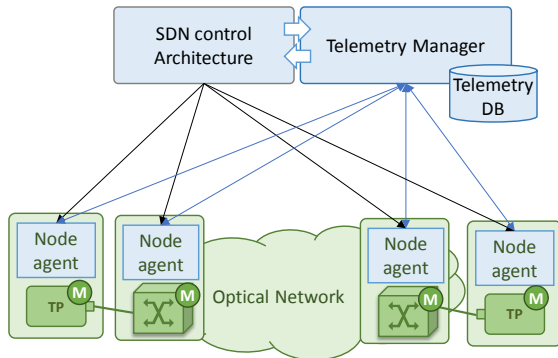 SDN control
Architecture
Telemetry Manager
Telemetry
DB
Node
agent
Node
agent
Node
agent
Node
agent
M
M
M
M
TP
Optical Network
TP